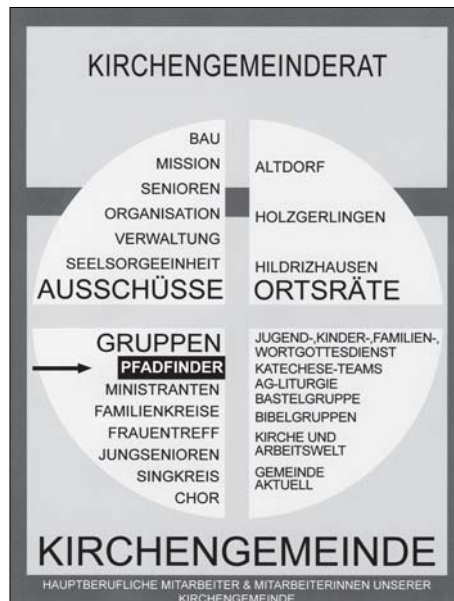 KIRCHENGEMEINDERAT
BAU
MISSION
SENIOREN
ORGANISATION
VERWALTUNG
SEELSORGEEINHEIT
AUSSCHÜSSE
ALTDORF
HOLZGERLINGEN
HILDRIZHAUSEN
ORTSRÄTE
GRUPPEN
PFADFINDER
MINISTRANTEN
FAMILIENKREISE
FRAUENTREFF
JUNGSENIOREN
SINGKREIS
CHOR
JUGEND-,KINDER-,FAMILIEN-,
WORTGOTTESDIENST
KATECHESE-TEAMS
AG-LITURGIE
BASTELGRUPPE
BIBELGRUPPEN
KIRCHE UND
ARBEITSWELT
GEMEINDE
AKTUELL
KIRCHENGEMEINDE
HAUPTBERUFLICHE MITARBEITER & MITARBEITERINNEN UNSERER
KIRCHENGEMEINDE